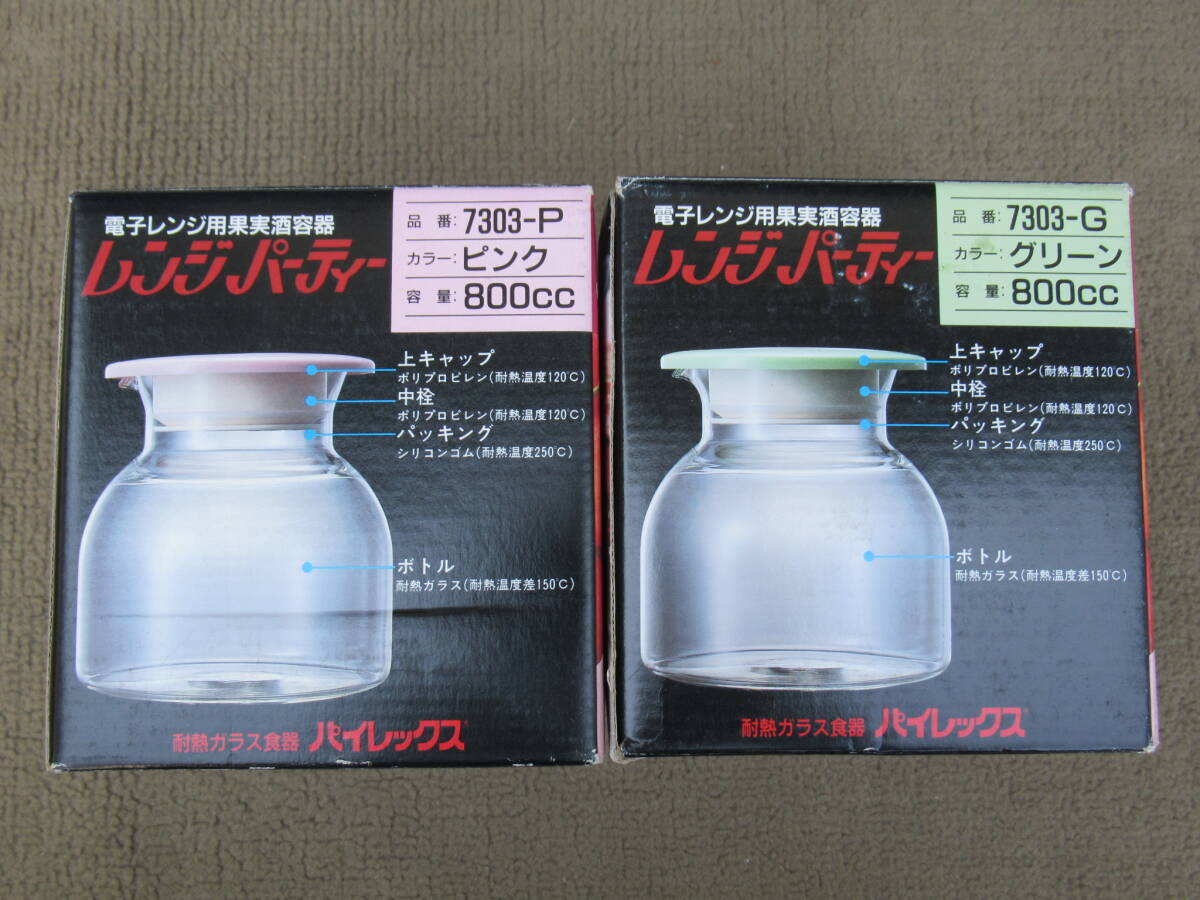 電子レンジ用果実酒容器
レンジパーティー
品番: 7303-P
カラー: ピンク
容量: 800cc
上キャップ
ポリプロピレン(耐熱温度120℃)
中栓
ポリプロピレン(耐熱温度120℃)
パッキング
シリコンゴム(耐熱温度250℃)
ボトル
耐熱ガラス(耐熱温度差150℃)
耐熱ガラス食器 パイレックス
電子レンジ用果実酒容器
レンジパーティー
品番: 7303-G
カラー: グリーン
容量: 800cc
上キャップ
ポリプロピレン(耐熱温度120℃)
中栓
ポリプロピレン(耐熱温度120℃)
パッキング
シリコンゴム(耐熱温度250℃)
ボトル
耐熱ガラス(耐熱温度差150℃)
耐熱ガラス食器 パイレックス